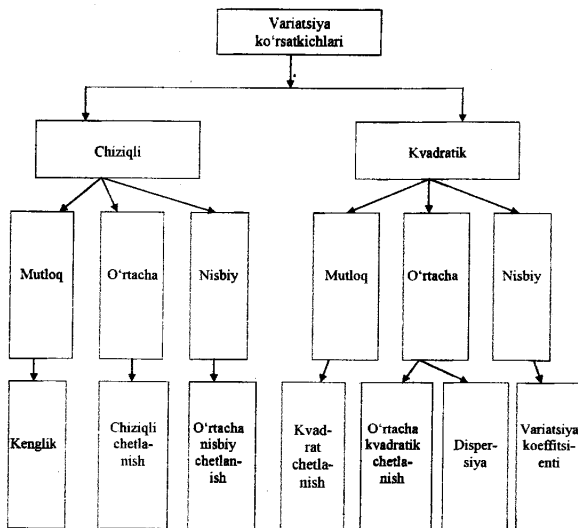 Variatsiya
ko‘rsatkichlari
Chiziqli
Kvadratik
Mutloq
O‘rtacha
Nisbiy
Mutloq
O‘rtacha
Nisbiy
Kenglik
Chiziqli
chetla-
nish
O‘rtacha
nisbiy
chetlan-
ish
Kvad-
rat
chetla-
nish
O‘rtacha
kvadratik
chetla-
nish
Disper-
siya
Variatsiya
koeffitsi-
enti